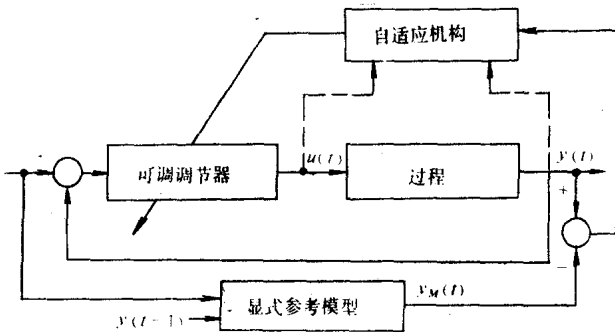 自适应机构
可调调节器
u(t)
过程
y(t)
+
−
显式参考模型
y_M(t)
y(t-1)